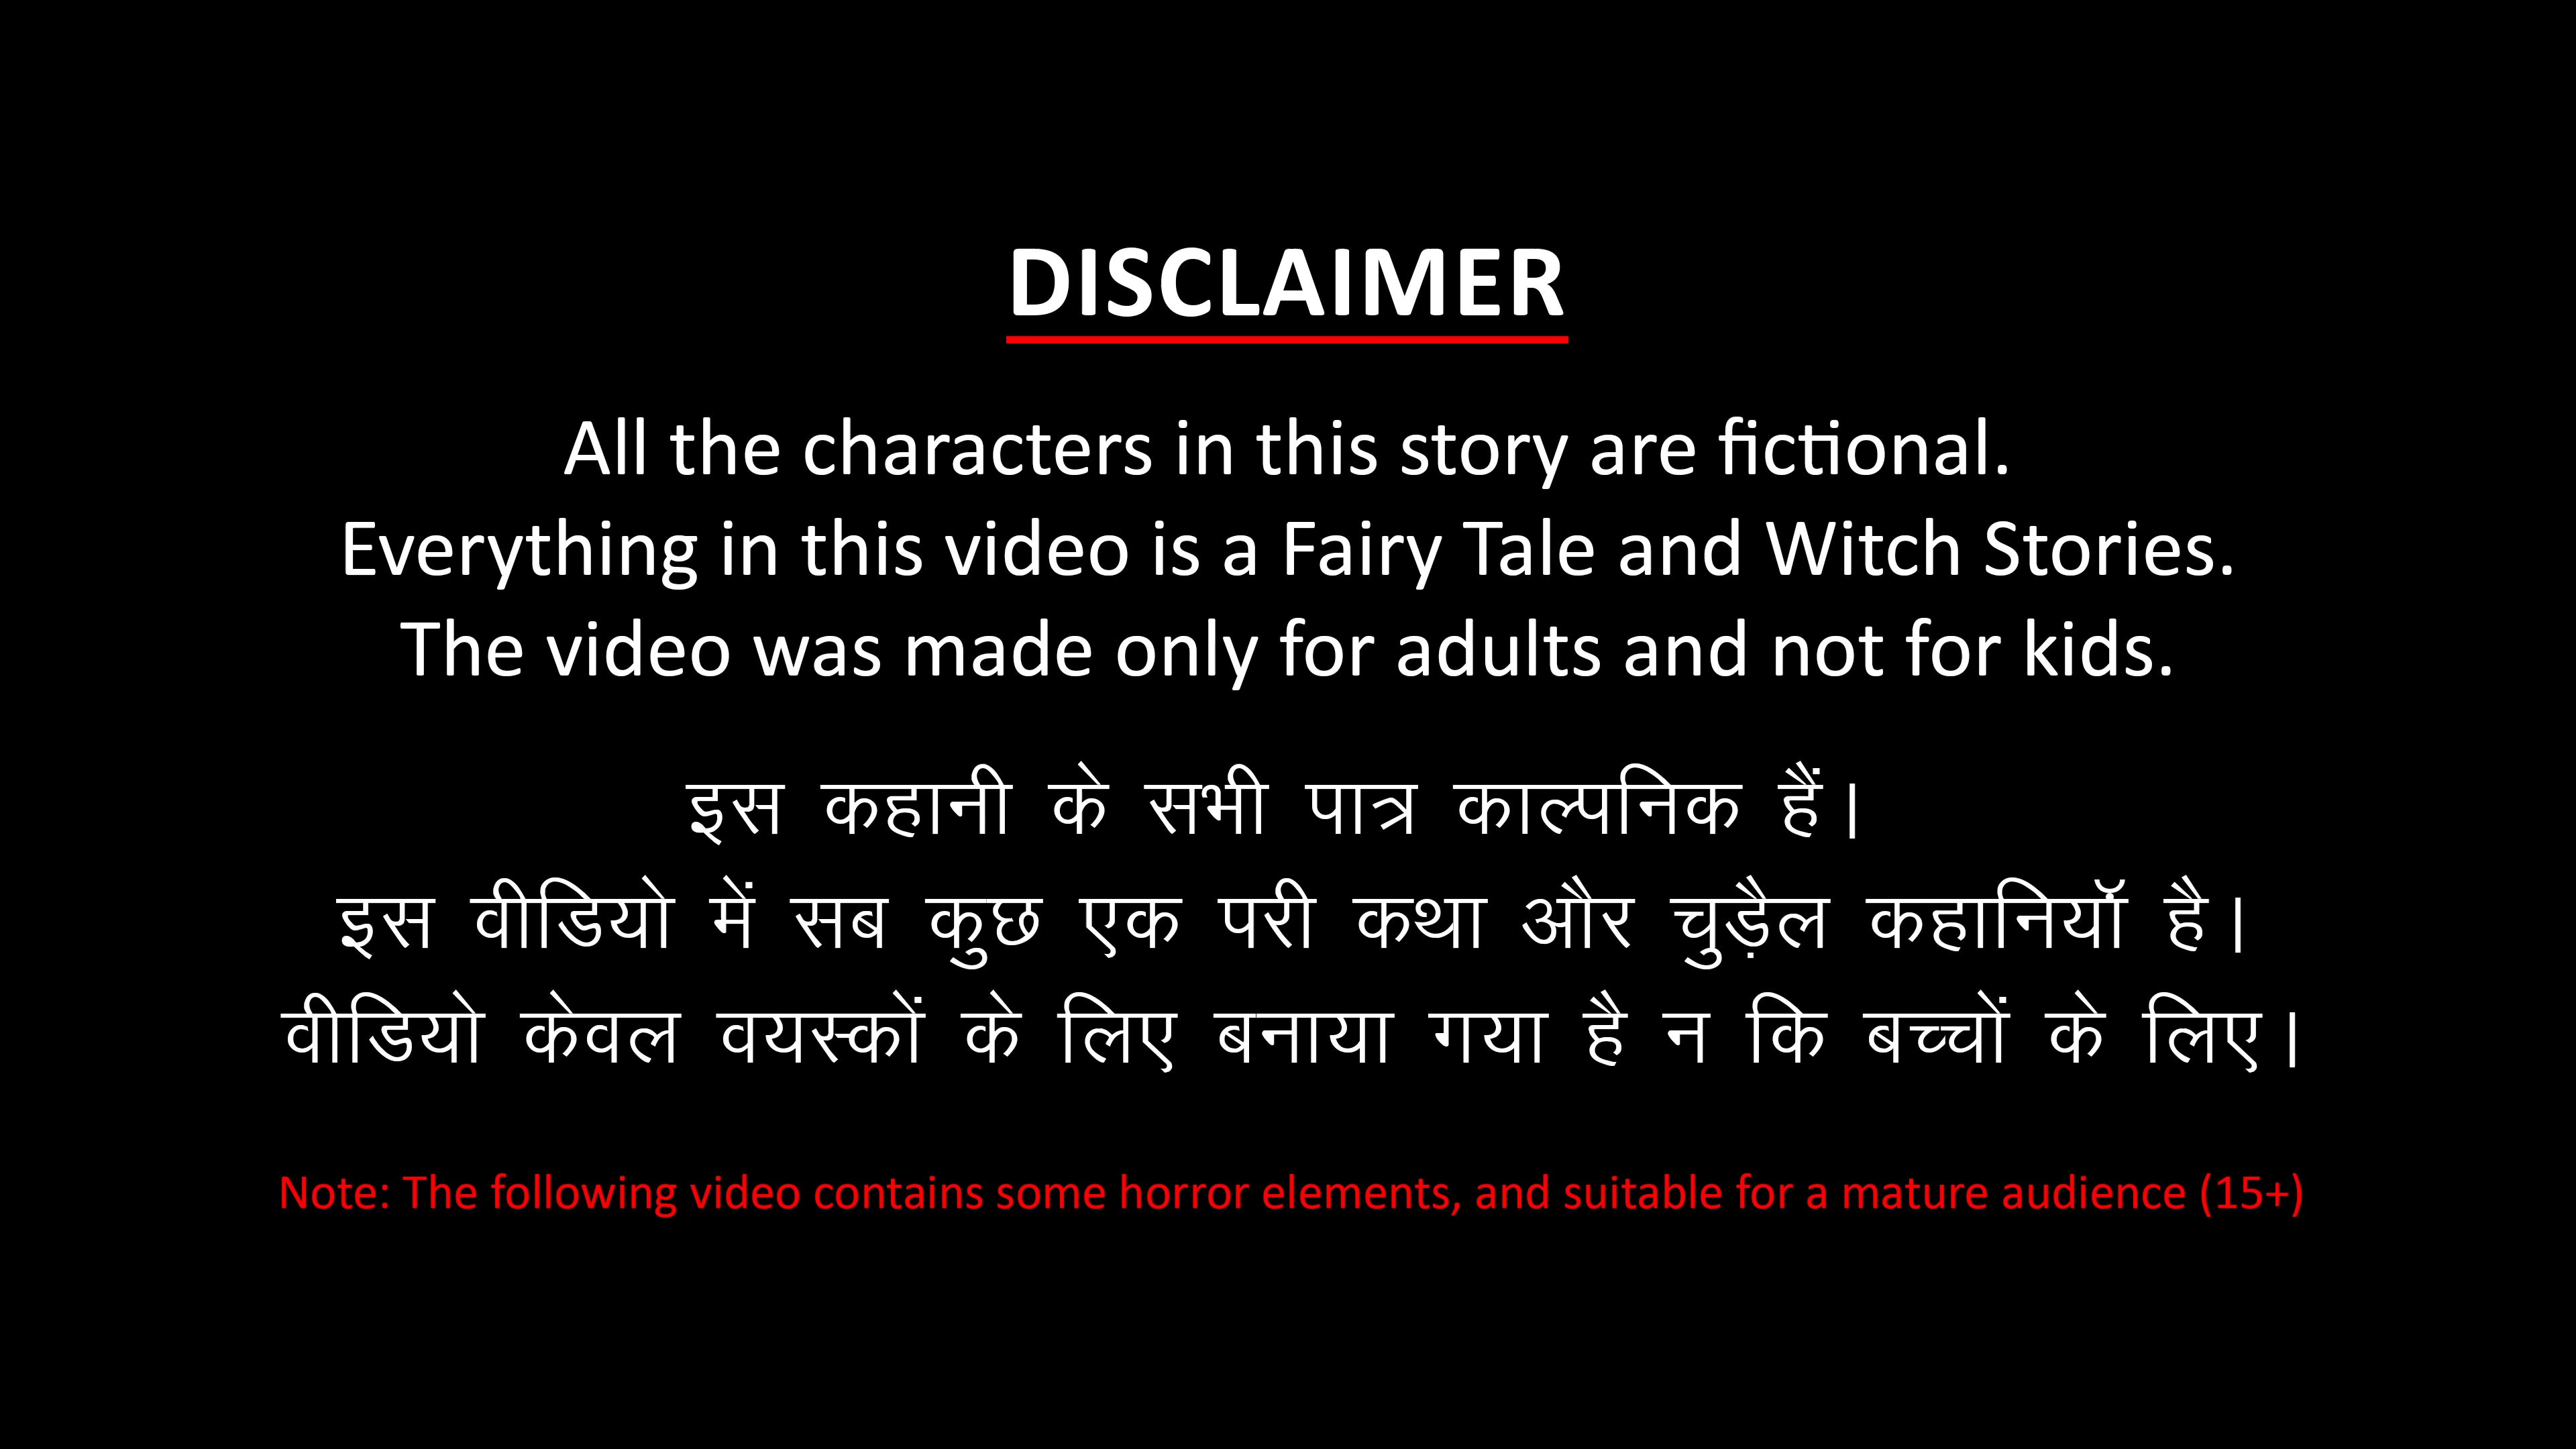 DISCLAIMER
All the characters in this story are fictional.
Everything in this video is a Fairy Tale and Witch Stories.
The video was made only for adults and not for kids.
इस कहानी के सभी पात्र काल्पनिक हैं।
इस वीडियो में सब कुछ एक परी कथा और चुड़ैल कहानियॉ है।
वीडियो केवल वयस्कों के लिए बनाया गया है न कि बच्चों के लिए।
Note: The following video contains some horror elements, and suitable for a mature audience (15+)